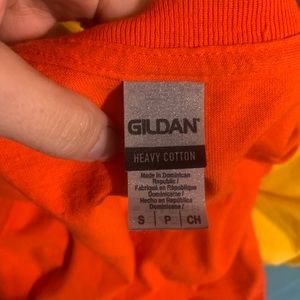 GILDAN
HEAVY COTTON
Made in Dominican
Republic /
Fabriqué en République
Dominicaine /
Hecho en República
Dominicana /
S | P | CH